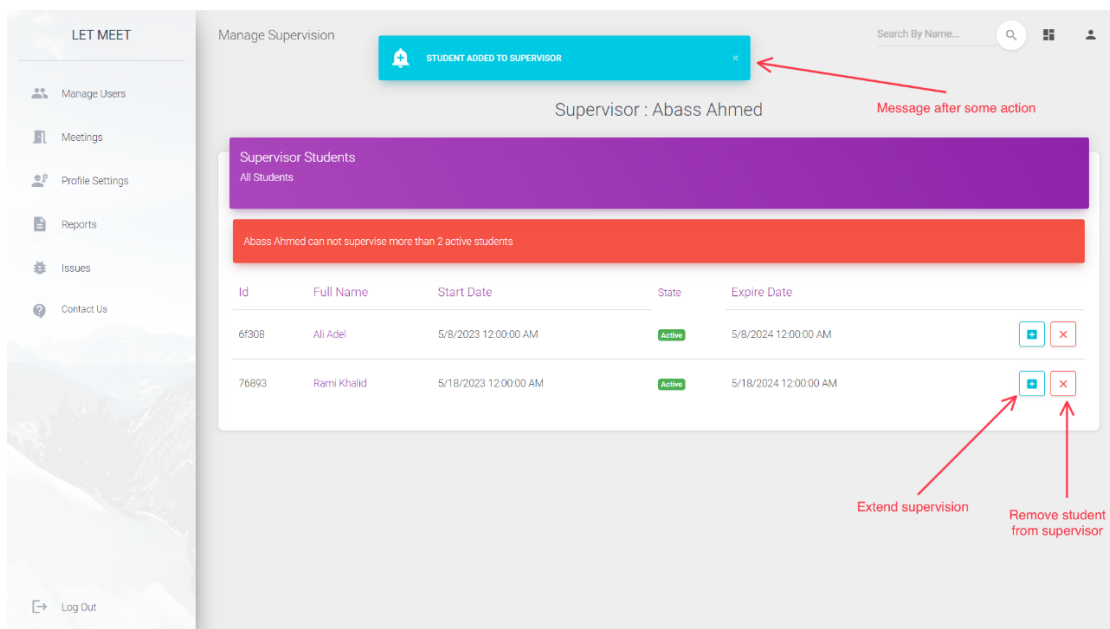 LET MEET
Manage Users
Meetings
Profile Settings
Reports
Issues
Contact Us
Log Out
Manage Supervision
Search By Name...
STUDENT ADDED TO SUPERVISOR ×
Message after some action
Supervisor : Abass Ahmed
Supervisor Students
All Students
Abass Ahmed can not supervise more than 2 active students
Id Full Name Start Date State Expire Date
6f308 Ali Adel 5/8/2023 12:00:00 AM Active 5/8/2024 12:00:00 AM
76893 Rami Khalid 5/18/2023 12:00:00 AM Active 5/18/2024 12:00:00 AM
Extend supervision
Remove student
from supervisor